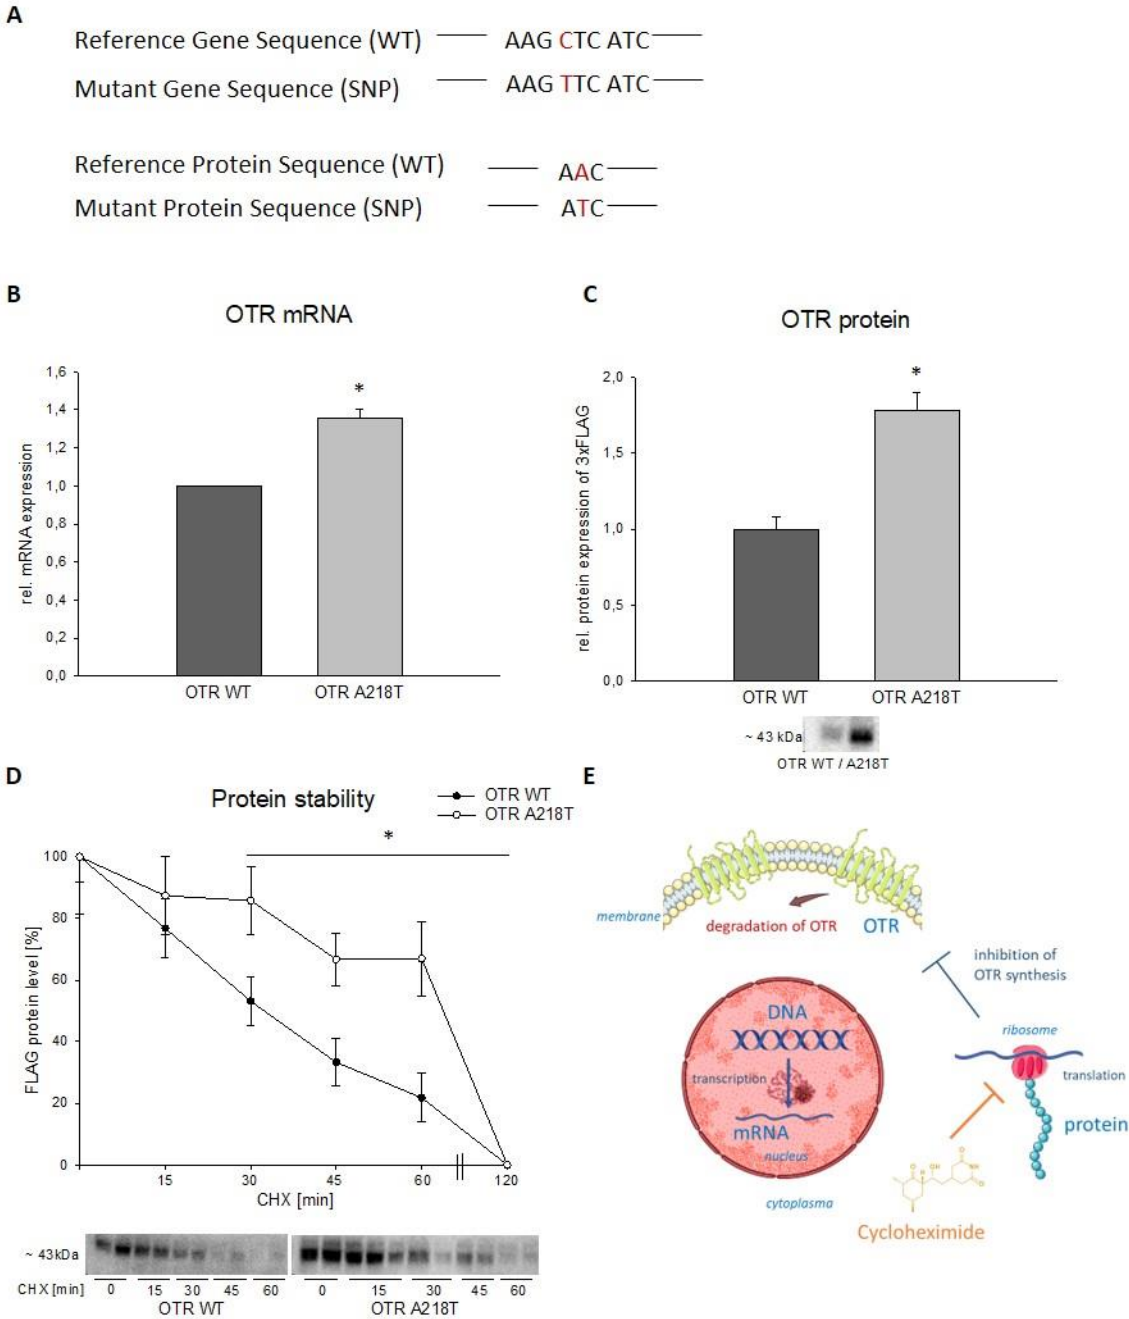 A
Reference Gene Sequence (WT) AAG CTC ATC
Mutant Gene Sequence (SNP) AAG TTC ATC
Reference Protein Sequence (WT) AAC
Mutant Protein Sequence (SNP) ATC
B
OTR mRNA
rel. mRNA expression
1,6
1,4
1,2
1,0
0,8
0,6
0,4
0,2
0,0
*
OTR WT OTR A218T
C
OTR protein
rel. protein expression of 3xFLAG
2,0
1,5
1,0
0,5
0,0
*
OTR WT OTR A218T
~ 43 kDa
OTR WT / A218T
D
Protein stability
OTR WT
OTR A218T
*
FLAG protein level [%]
100
80
60
40
20
0
15 30 45 60 120
CHX [min]
~ 43kDa
CHX [min] 0 15 30 45 60 0 15 30 45 60
OTR WT OTR A218T
E
membrane
degradation of OTR
OTR
inhibition of
OTR synthesis
DNA
transcription
mRNA
nucleus
cytoplasma
ribosome
translation
protein
O OH O NH
H
O
Cycloheximide